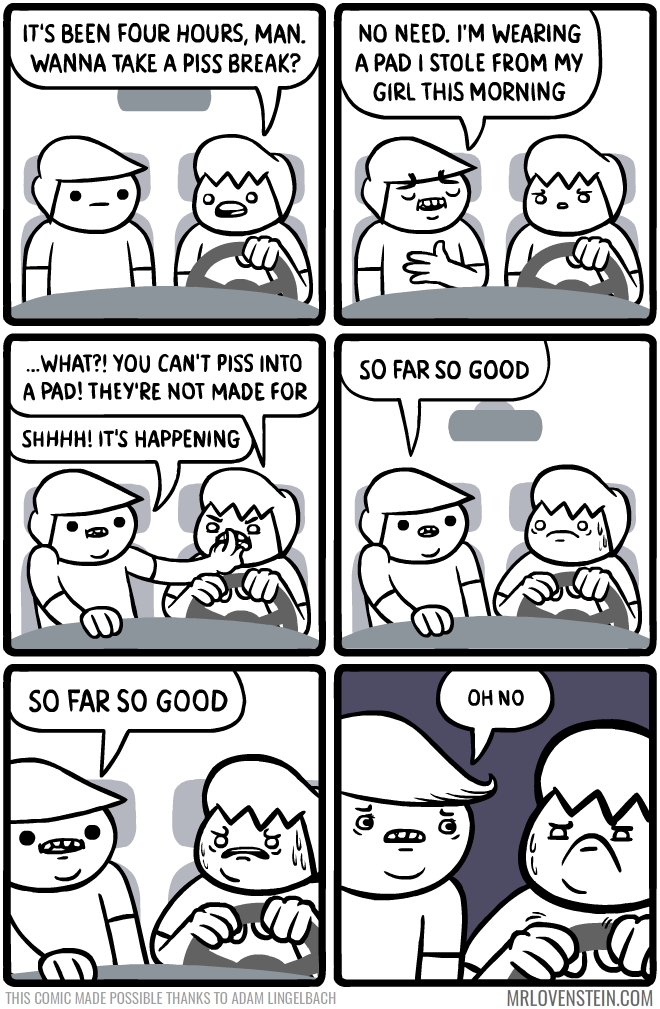 IT'S BEEN FOUR HOURS, MAN.
WANNA TAKE A PISS BREAK?
NO NEED. I'M WEARING
A PAD I STOLE FROM MY
GIRL THIS MORNING
...WHAT?! YOU CAN'T PISS INTO
A PAD! THEY'RE NOT MADE FOR
SHHHH! IT'S HAPPENING
SO FAR SO GOOD
SO FAR SO GOOD
OH NO
THIS COMIC MADE POSSIBLE THANKS TO ADAM LINGELBACH
MRLOVENSTEIN.COM